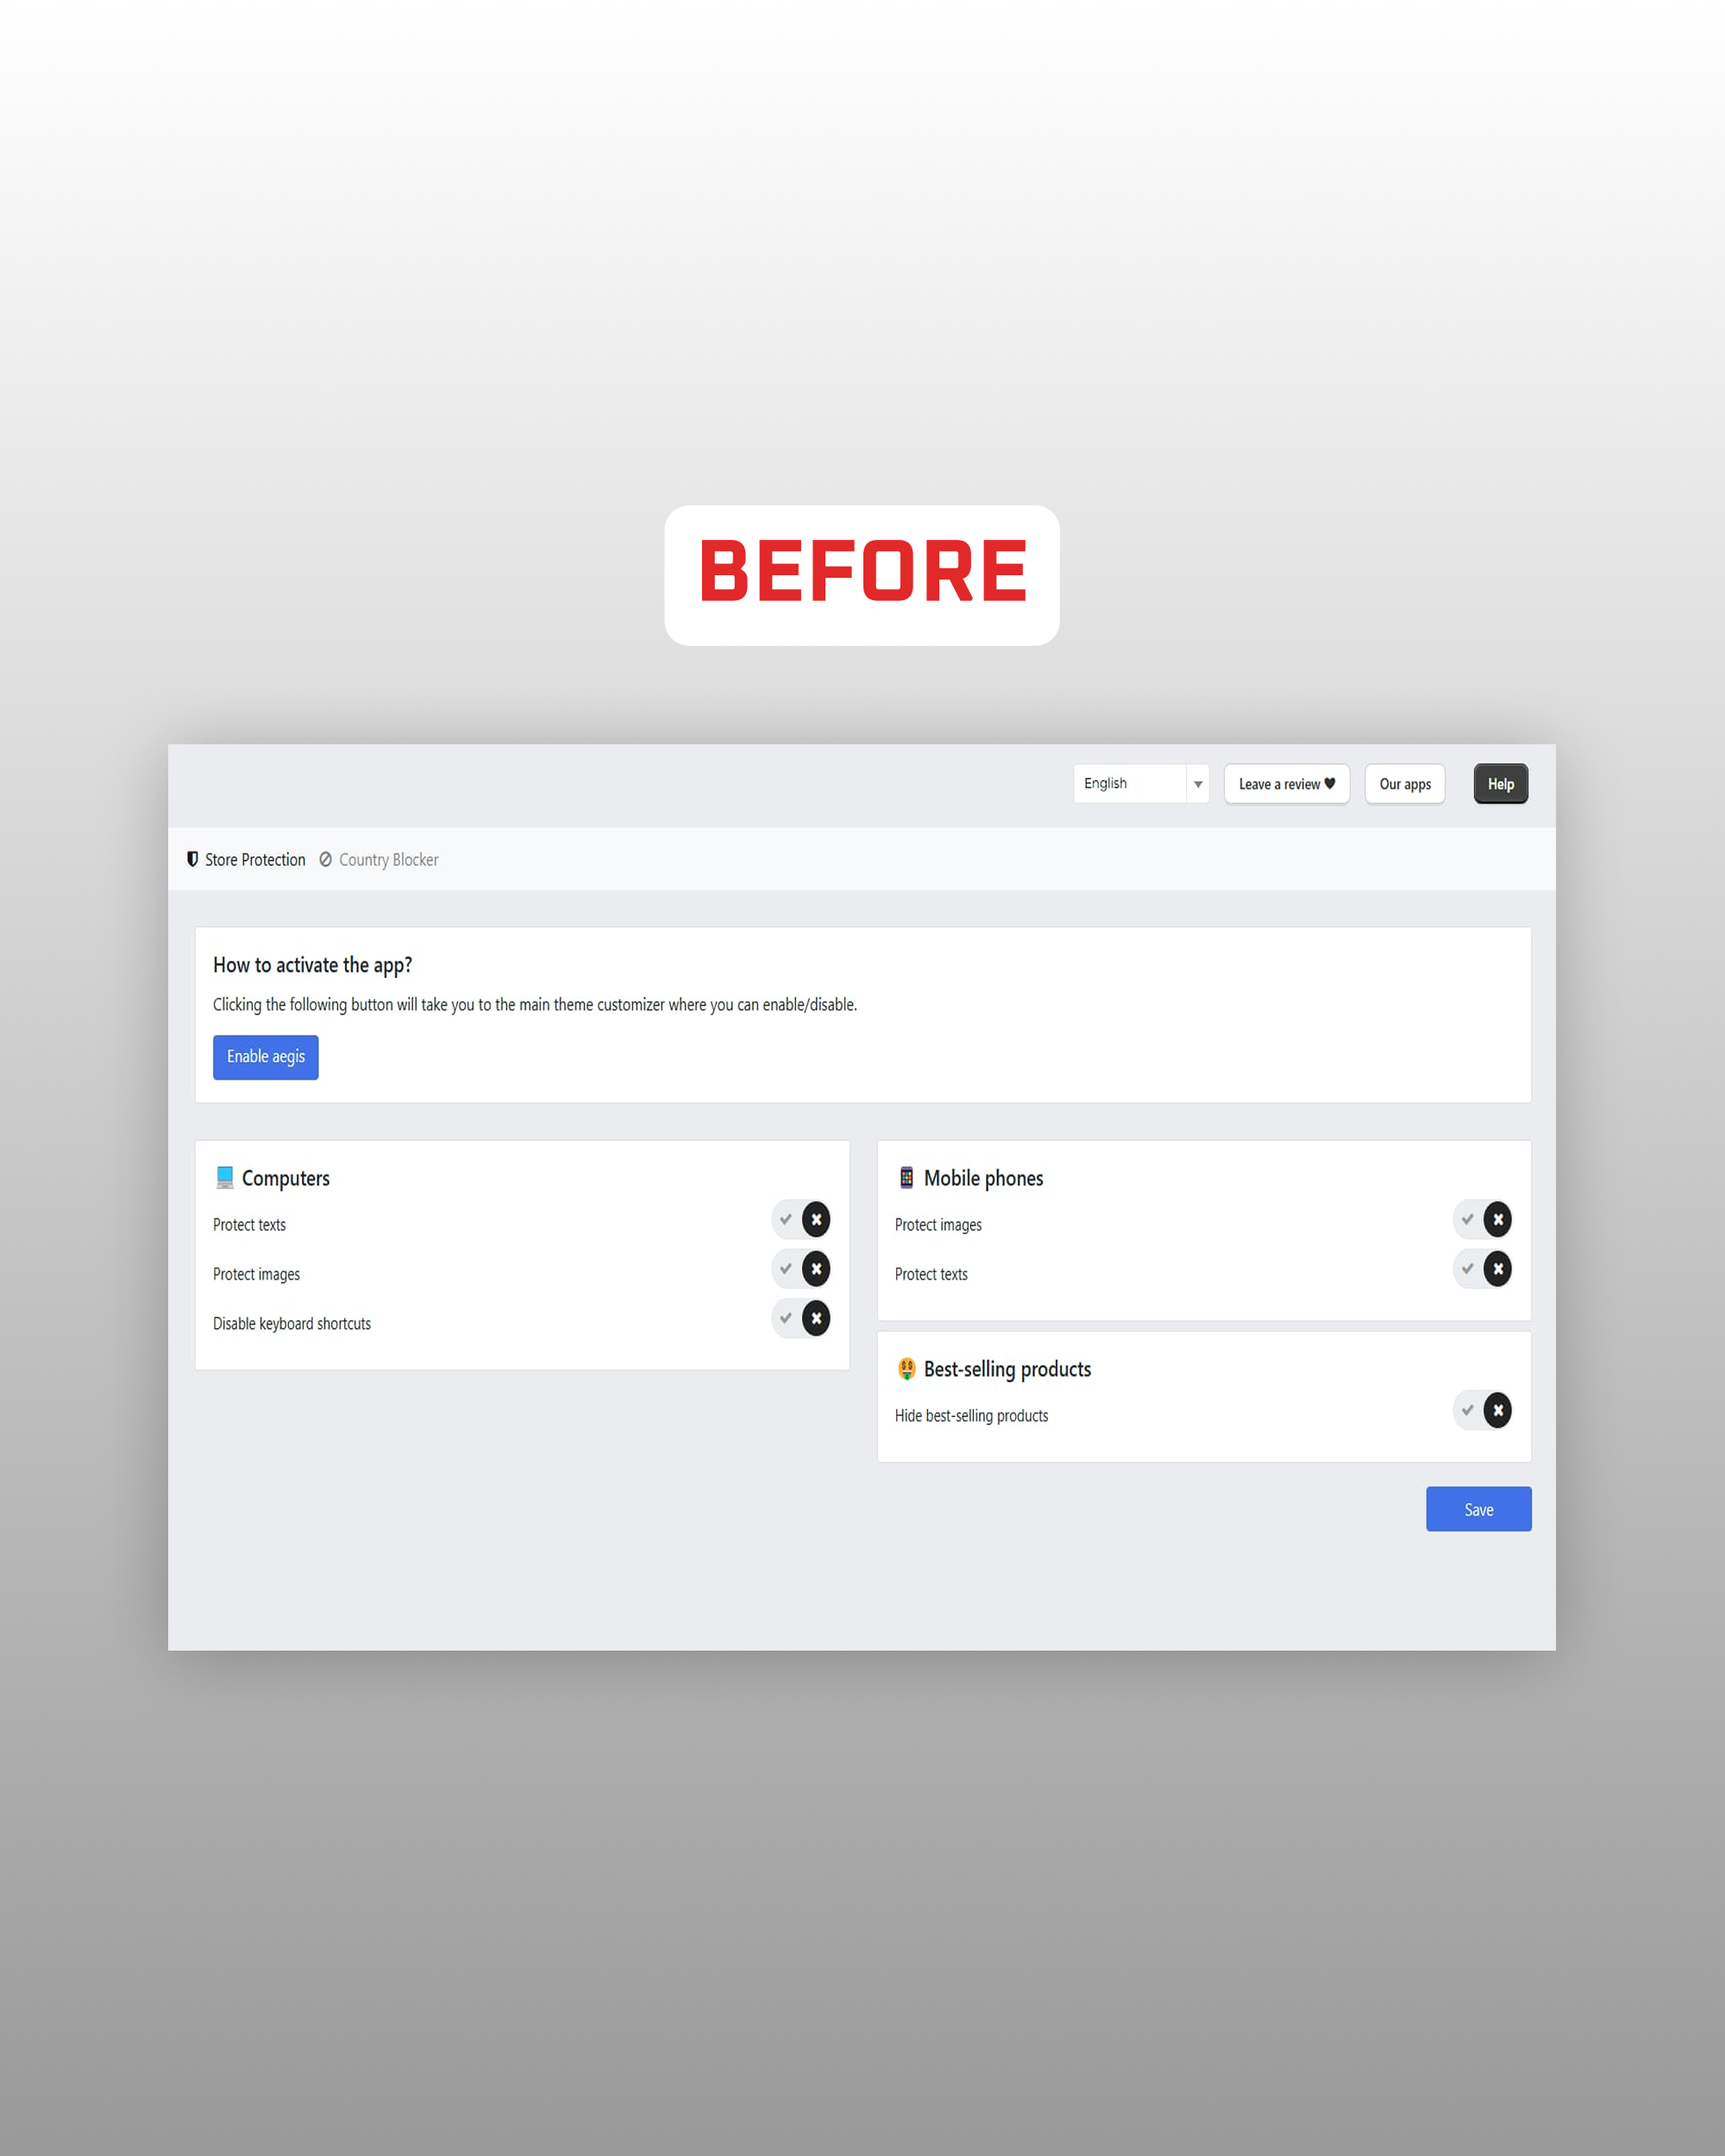 BEFORE
English
Leave a review ♥
Our apps
Help
Store Protection
Country Blocker
How to activate the app?
Clicking the following button will take you to the main theme customizer where you can enable/disable.
Enable aegis
Computers
Protect texts
Protect images
Disable keyboard shortcuts
Mobile phones
Protect images
Protect texts
Best-selling products
Hide best-selling products
Save